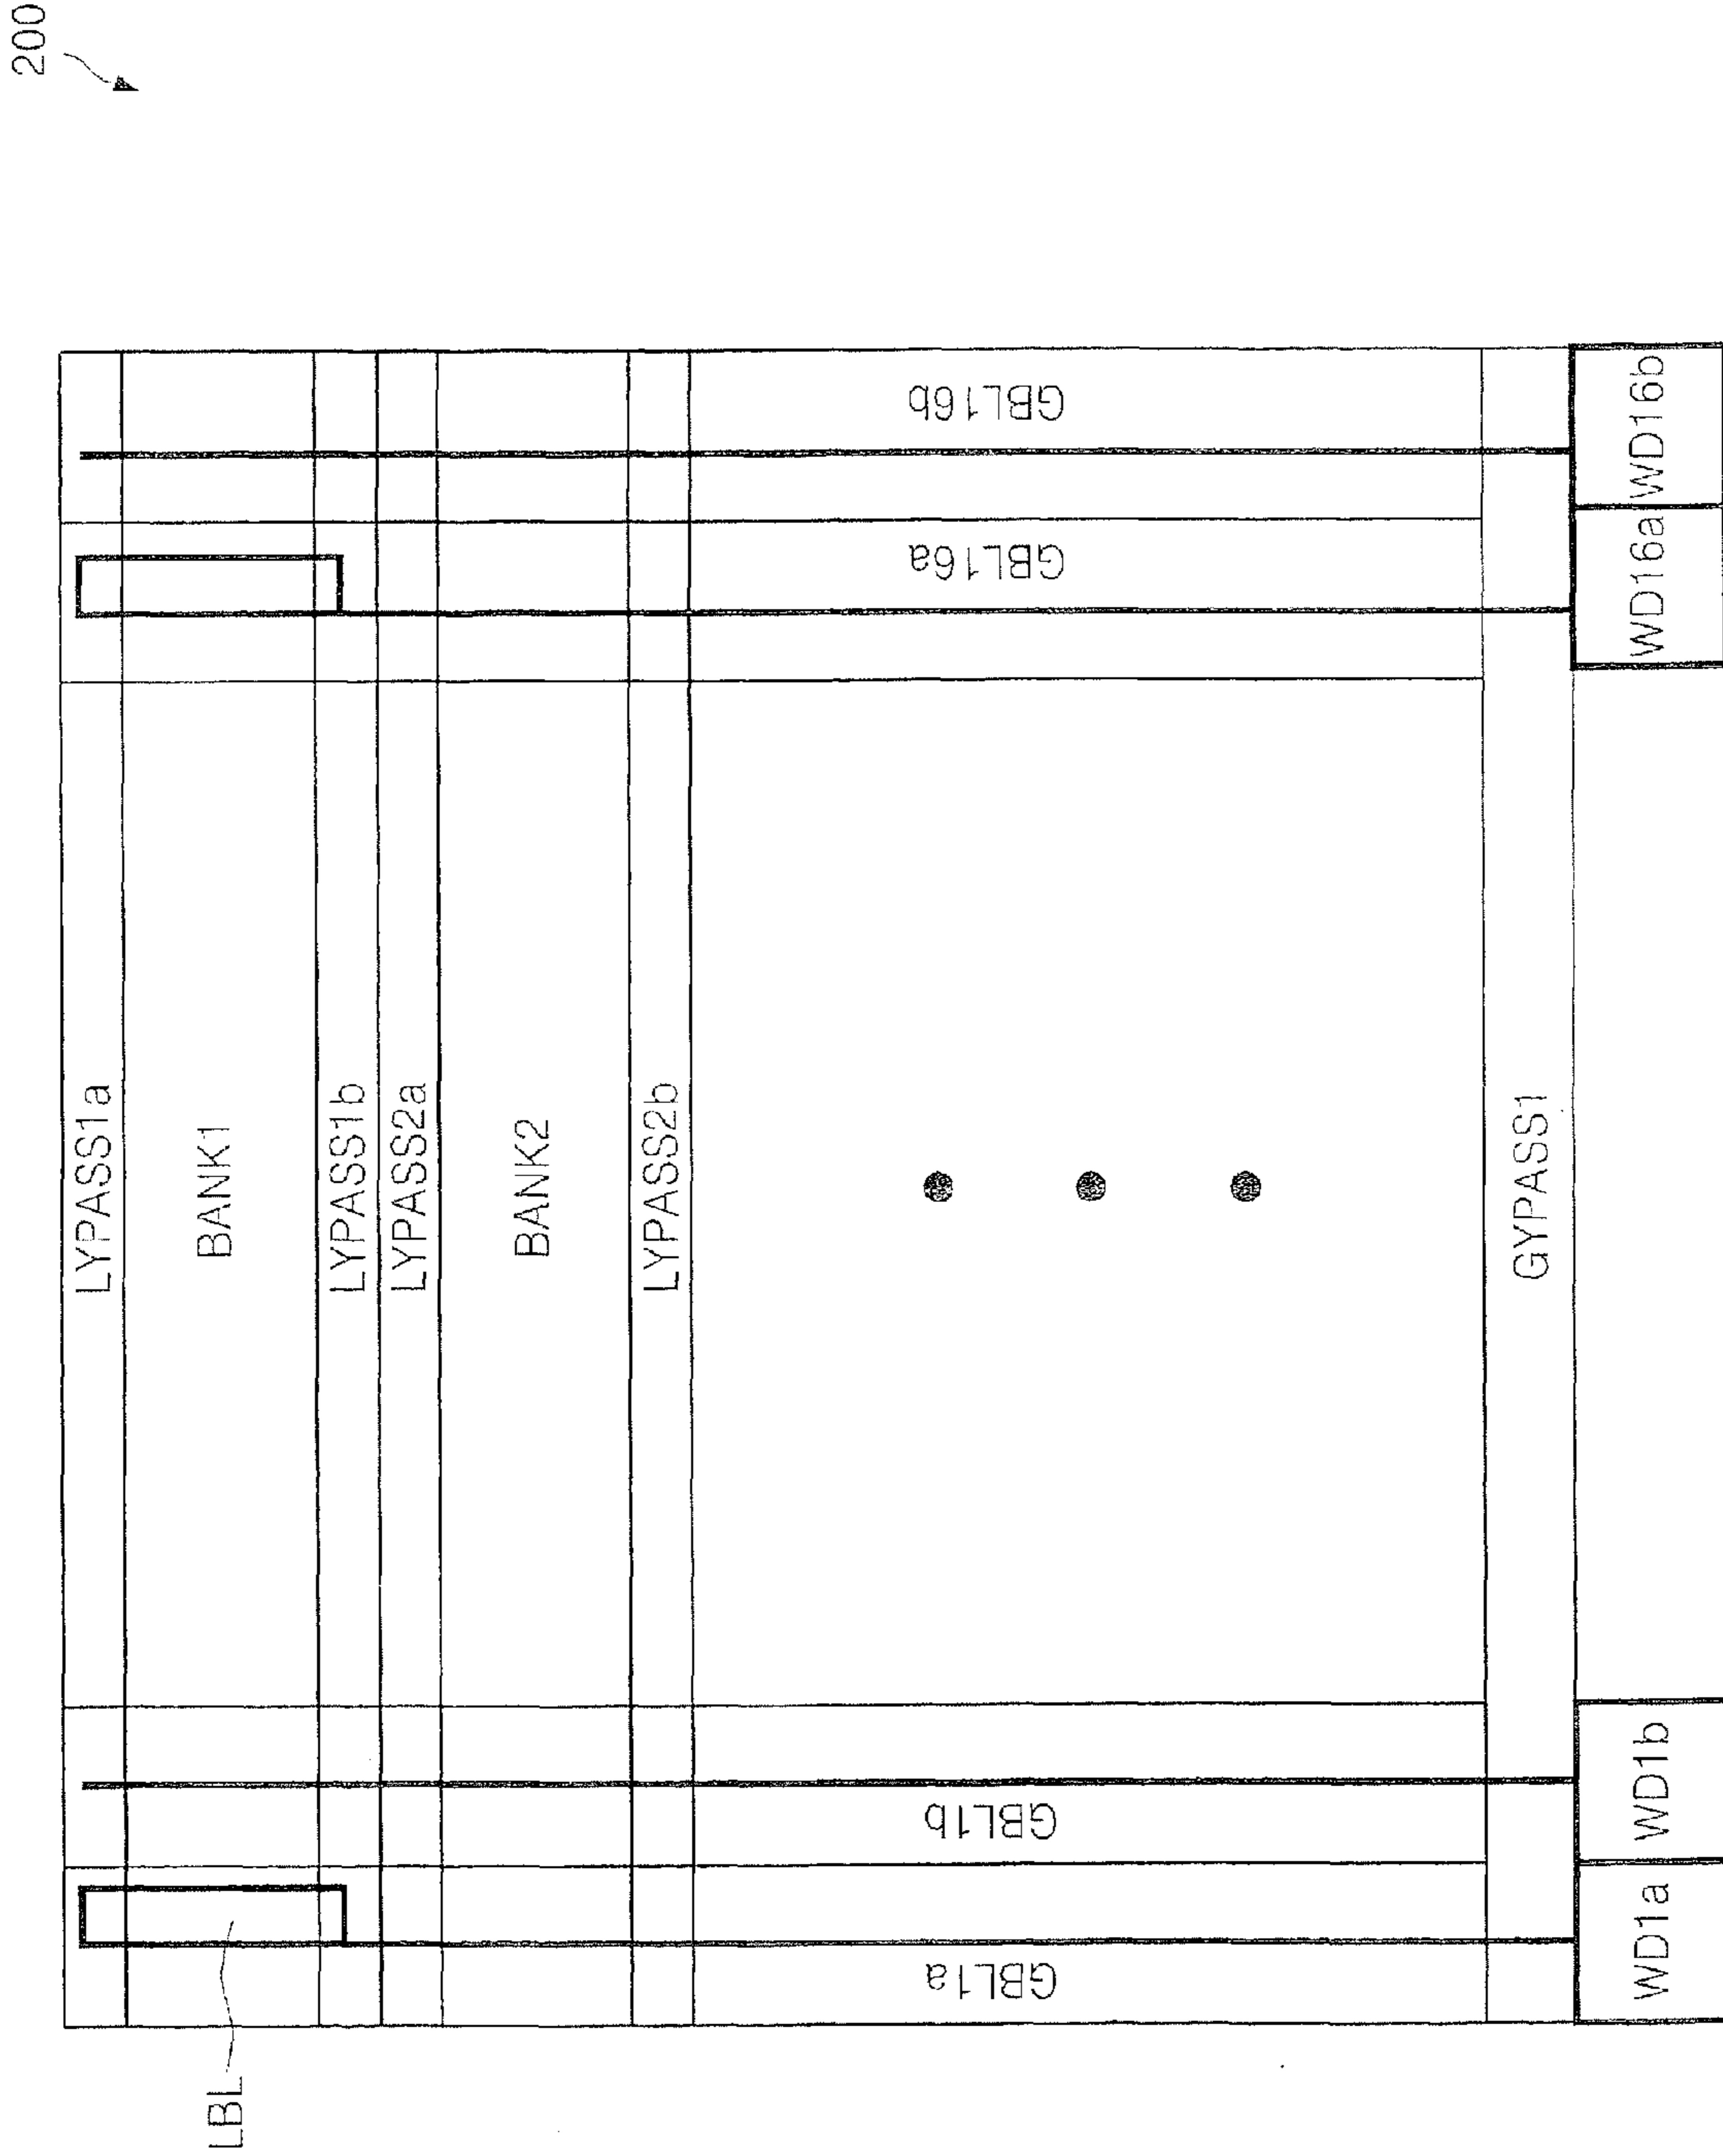 200
LBL
LYPASS1a
BANK1
LYPASS1b
LYPASS2a
BANK2
LYPASS2b
GBL1a
GBL1b
GBL16a
GBL16b
GYPASS1
WD1a
WD1b
WD16a
WD16b